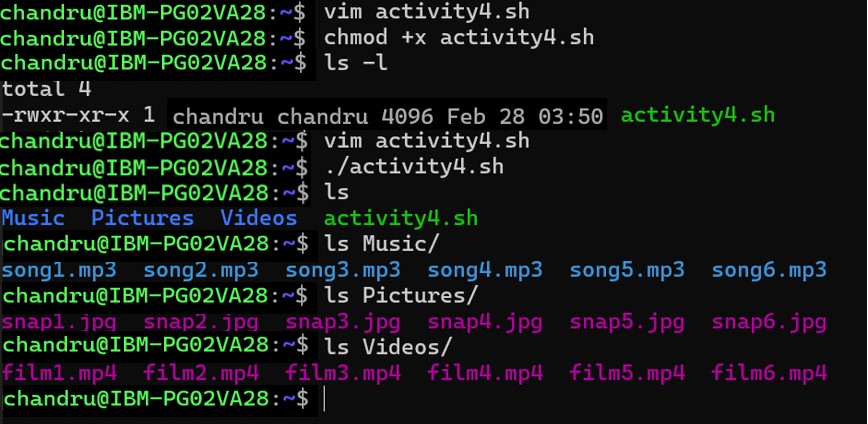 chandru@IBM-PG02VA28:~$ vim activity4.sh
chandru@IBM-PG02VA28:~$ chmod +x activity4.sh
chandru@IBM-PG02VA28:~$ ls -l
total 4
-rwxr-xr-x 1 chandru chandru 4096 Feb 28 03:50 activity4.sh
chandru@IBM-PG02VA28:~$ vim activity4.sh
chandru@IBM-PG02VA28:~$ ./activity4.sh
chandru@IBM-PG02VA28:~$ ls
Music Pictures Videos activity4.sh
chandru@IBM-PG02VA28:~$ ls Music/
song1.mp3 song2.mp3 song3.mp3 song4.mp3 song5.mp3 song6.mp3
chandru@IBM-PG02VA28:~$ ls Pictures/
snap1.jpg snap2.jpg snap3.jpg snap4.jpg snap5.jpg snap6.jpg
chandru@IBM-PG02VA28:~$ ls Videos/
film1.mp4 film2.mp4 film3.mp4 film4.mp4 film5.mp4 film6.mp4
chandru@IBM-PG02VA28:~$